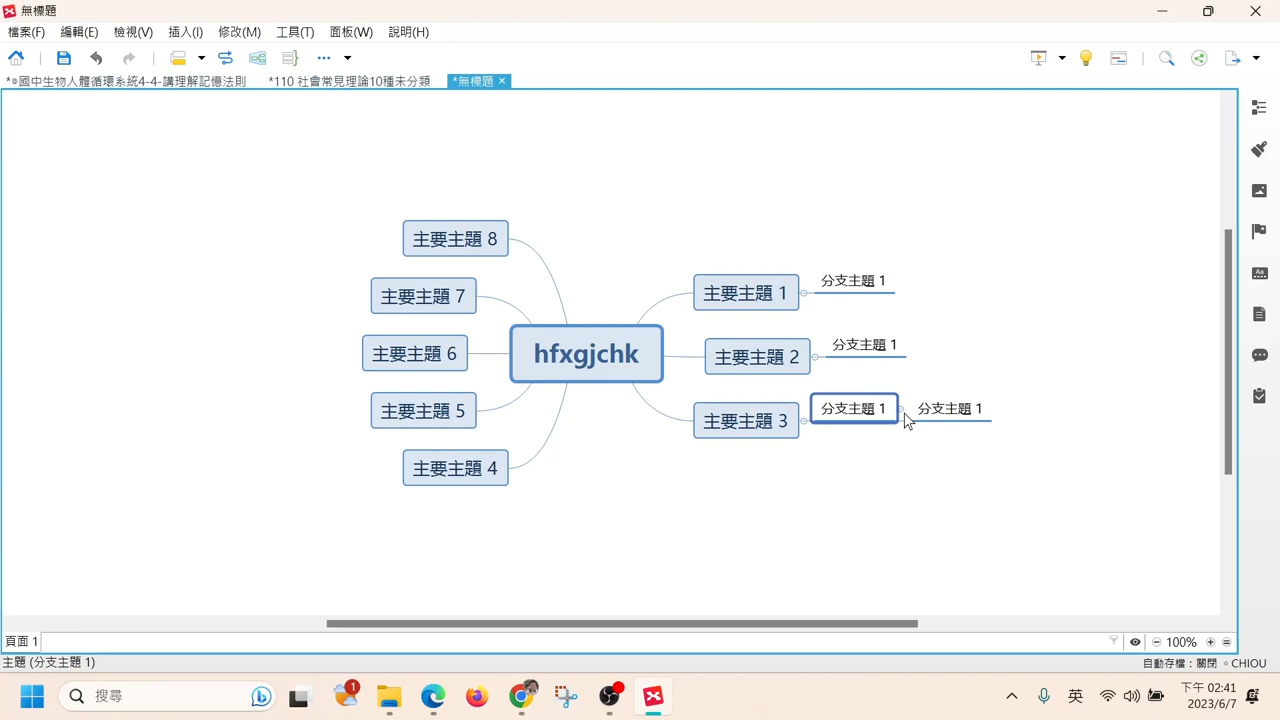 無標題
檔案(F) 編輯(E) 檢視(V) 插入(I) 修改(M) 工具(T) 面板(W) 說明(H)
*國中生物人體循環系統4-4-講理解記憶法則 *110 社會常見理論10種未分類 *無標題
主要主題 8
主要主題 7
主要主題 6
主要主題 5
主要主題 4
hfxgjchk
主要主題 1
分支主題 1
主要主題 2
分支主題 1
主要主題 3
分支主題 1
分支主題 1
頁面 1
100%
主題 (分支主題 1)
自動存檔：關閉 CHIOU
搜尋
1
英
下午 02:41
2023/6/7